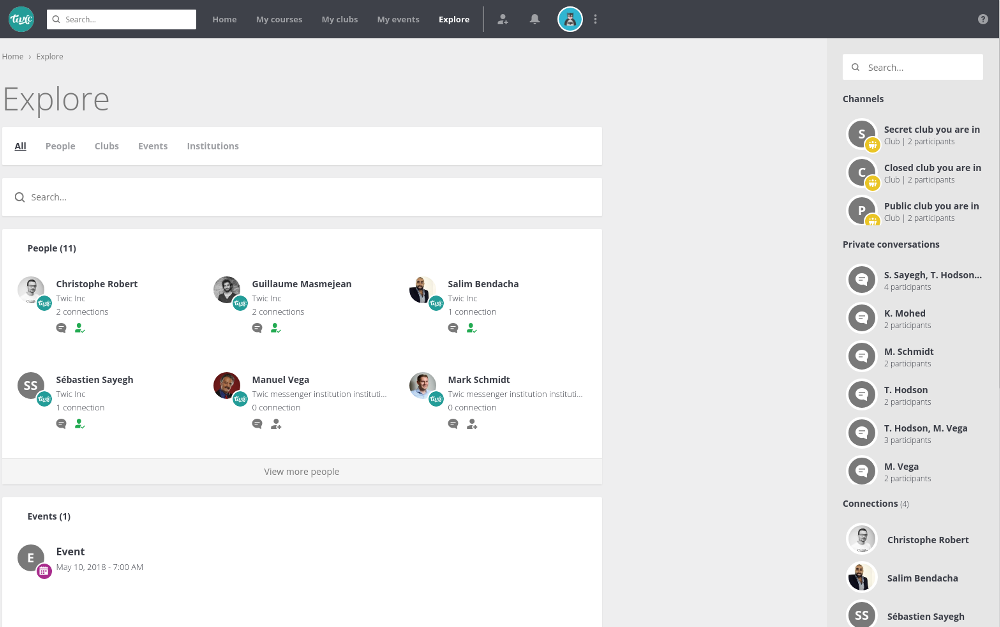 Twic
Search...
Home
My courses
My clubs
My events
Explore
Home › Explore
Explore
All
People
Clubs
Events
Institutions
Search...
People (11)
Christophe Robert
Twic Inc
2 connections
Guillaume Masmejean
Twic Inc
2 connections
Salim Bendacha
Twic Inc
1 connection
SS
Sébastien Sayegh
Twic Inc
1 connection
Manuel Vega
Twic messenger institution instituti...
0 connection
Mark Schmidt
Twic messenger institution instituti...
0 connection
View more people
Events (1)
E
Event
May 10, 2018 - 7:00 AM
Search...
Channels
S
Secret club you are in
Club | 2 participants
C
Closed club you are in
Club | 2 participants
P
Public club you are in
Club | 2 participants
Private conversations
S. Sayegh, T. Hodson...
4 participants
K. Mohed
2 participants
M. Schmidt
2 participants
T. Hodson
2 participants
T. Hodson, M. Vega
3 participants
M. Vega
2 participants
Connections (4)
Christophe Robert
Salim Bendacha
SS
Sébastien Sayegh